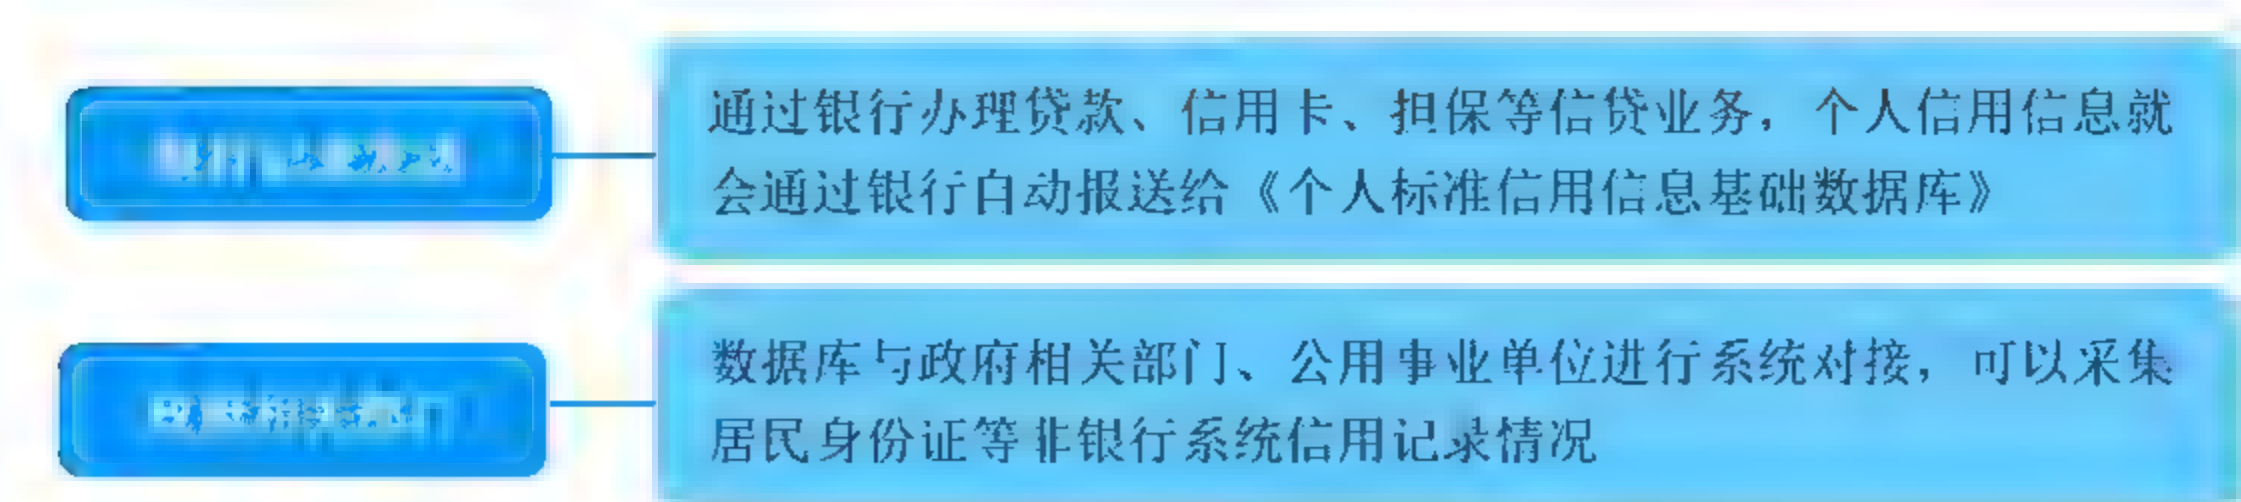 通过银行办理贷款、信用卡、担保等信贷业务，个人信用信息就
会通过银行自动报送给《个人标准信用信息基础数据库》
数据库与政府相关部门、公用事业单位进行系统对接，可以采集
居民身份证等非银行系统信用记录情况